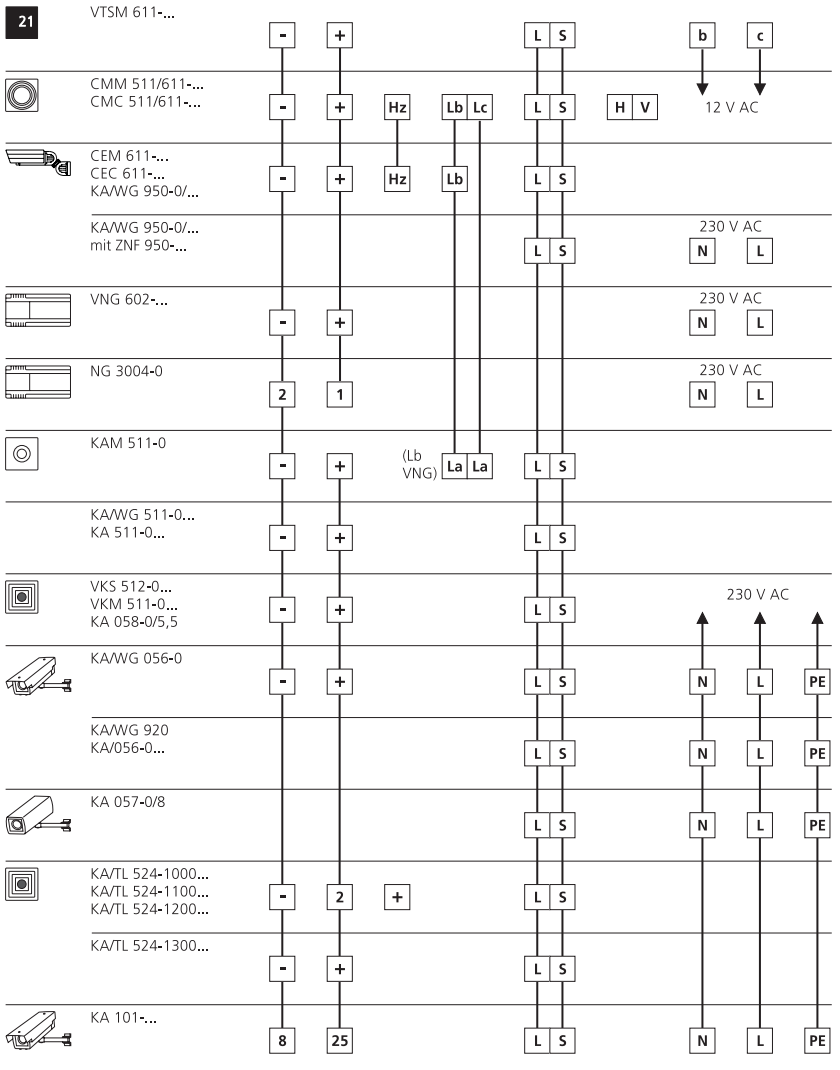 21
VTSM 611-...
- + L S b c
CMM 511/611-...
CMC 511/611-...
- + Hz Lb Lc L S H V 12 V AC
CEM 611-...
CEC 611-...
KA/WG 950-0/...
- + Hz Lb L S
KA/WG 950-0/...
mit ZNF 950-...
230 V AC
L S N L
VNG 602-...
230 V AC
- + N L
NG 3004-0
230 V AC
2 1 N L
KAM 511-0
(Lb
VNG)
- + La La L S
KA/WG 511-0...
KA 511-0...
- + L S
VKS 512-0...
VKM 511-0...
KA 058-0/5,5
230 V AC
- + L S
KA/WG 056-0
- + L S N L PE
KA/WG 920
KA/056-0...
L S N L PE
KA 057-0/8
L S N L PE
KA/TL 524-1000...
KA/TL 524-1100...
KA/TL 524-1200...
- 2 + L S
KA/TL 524-1300...
- + L S
KA 101-...
8 25 L S N L PE